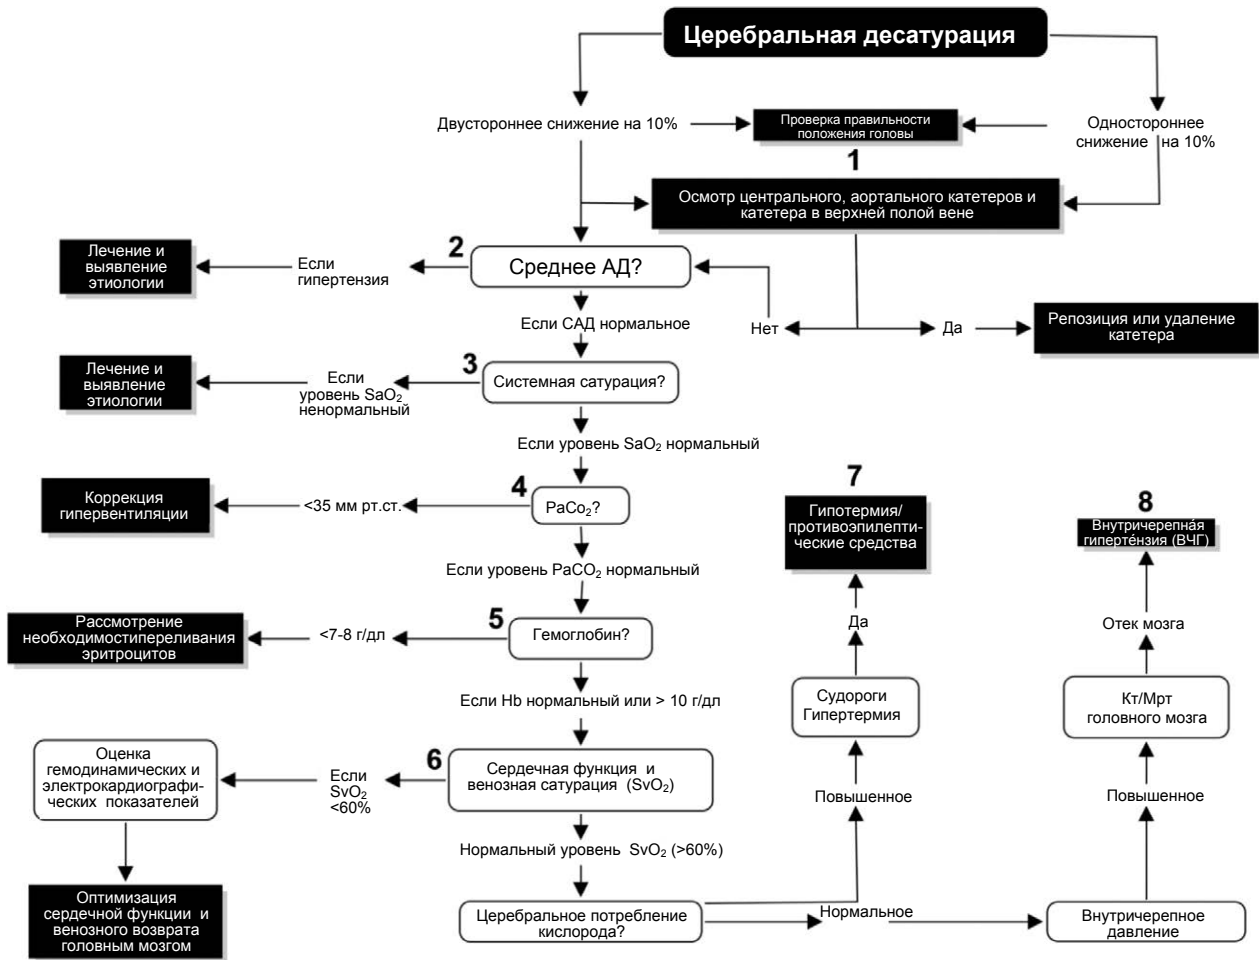 Церебральная десатурация
Двустороннее снижение на 10%
Проверка правильности
положения головы
Одностороннее
снижение на 10%
1
Осмотр центрального, аортального катетеров и
катетера в верхней полой вене
Лечение и
выявление
этиологии
Если
гипертензия
2
Среднее АД?
Если САД нормальное
Нет
Да
Репозиция или удаление
катетера
Лечение и
выявление
этиологии
Если
уровень SaO₂
ненормальный
3
Системная сатурация?
Если уровень SaO₂ нормальный
Коррекция
гипервентиляции
<35 мм рт.ст.
4
PaCo₂?
7
Гипотермия/
противоэпилепти-
ческие средства
8
Внутричерепна́я
гиперте́нзия (ВЧГ)
Если уровень PaCO₂ нормальный
Рассмотрение
необходимостипереливания
эритроцитов
<7-8 г/дл
5
Гемоглобин?
Да
Отек мозга
Если Hb нормальный или > 10 г/дл
Судороги
Гипертермия
Кт/Мрт
головного мозга
Оценка
гемодинамических и
электрокардиографи-
ческих показателей
Если
SvO₂
<60%
6
Сердечная функция и
венозная сатурация (SvO₂)
Повышенное
Повышенное
Нормальный уровень SvO₂ (>60%)
Оптимизация
сердечной функции и
венозного возврата
головным мозгом
Церебральное потребление
кислорода?
Нормальное
Внутричерепное
давление